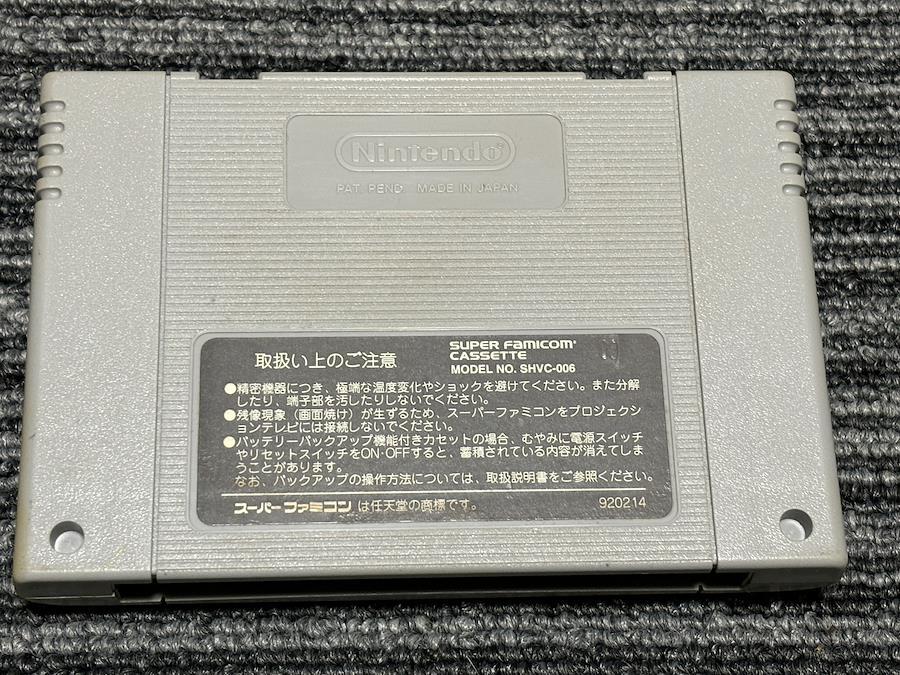 Nintendo®
PAT. PEND. MADE IN JAPAN
取扱い上のご注意
SUPER FAMICOM®
CASSETTE
MODEL NO. SHVC-006
●精密機器につき、極端な温度変化やショックを避けてください。また分解
したり、端子部を汚したりしないでください。
●残像現象（画面焼け）が生ずるため、スーパーファミコンをプロジェクシ
ョンテレビには接続しないでください。
●バッテリーバックアップ機能付きカセットの場合、むやみに電源スイッチ
やリセットスイッチをON・OFFすると、蓄積されている内容が消えてしま
うことがあります。
なお、バックアップの操作方法については、取扱説明書をご参照ください。
スーパーファミコンは任天堂の商標です。
920214